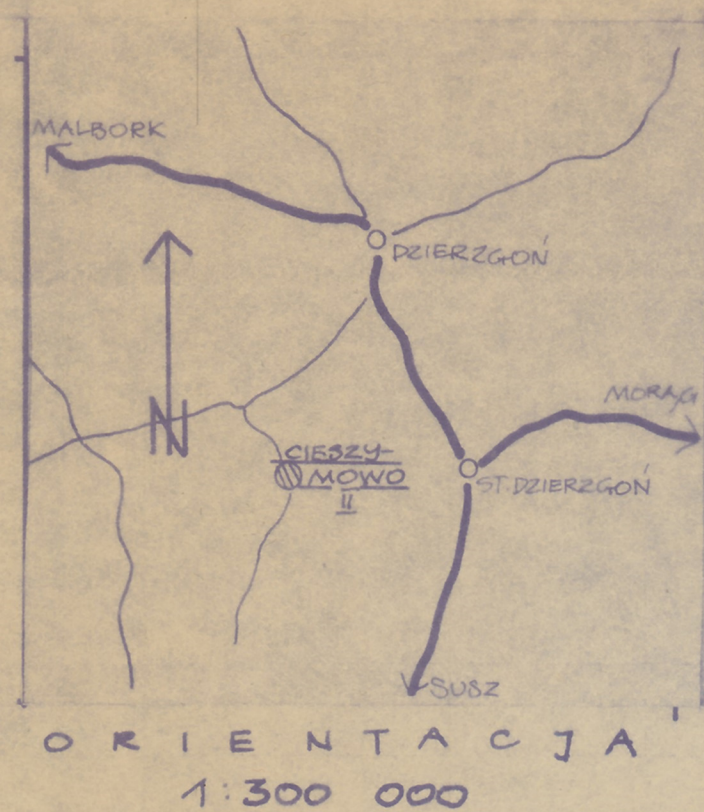 MALBORK
DZIERZGOŃ
N
MORĄG
CIESZY-
MOWO
II
ST. DZIERZGOŃ
SUSZ
ORIENTACJA
1:300 000